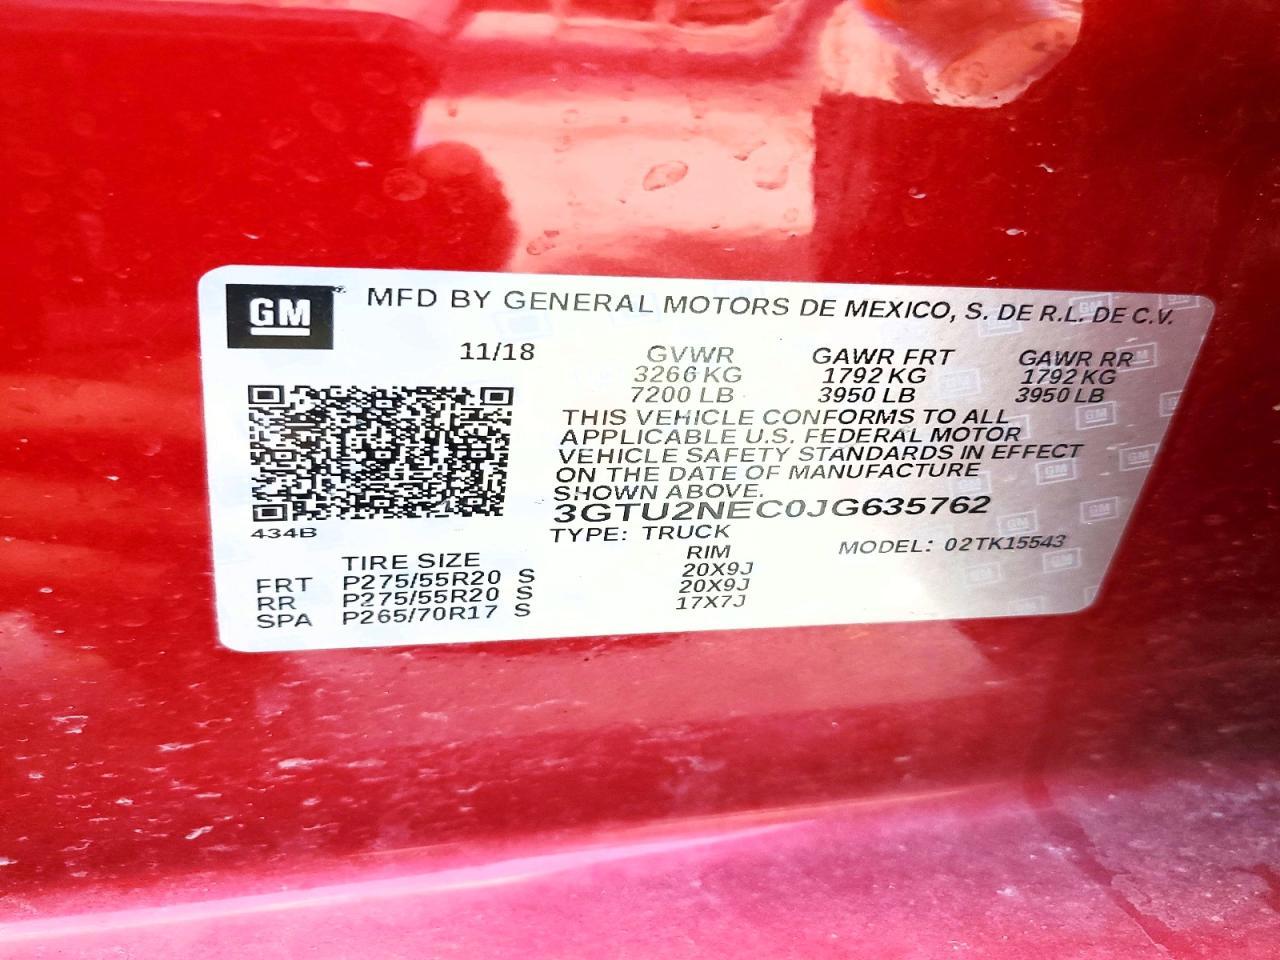 GM
MFD BY GENERAL MOTORS DE MEXICO, S. DE R.L. DE C.V.
11/18 GVWR GAWR FRT GAWR RR
3266 KG 1792 KG 1792 KG
7200 LB 3950 LB 3950 LB
THIS VEHICLE CONFORMS TO ALL
APPLICABLE U.S. FEDERAL MOTOR
VEHICLE SAFETY STANDARDS IN EFFECT
ON THE DATE OF MANUFACTURE
SHOWN ABOVE.
3GTU2NEC0JG635762
434B
TYPE: TRUCK MODEL: 02TK15543
TIRE SIZE RIM
FRT P275/55R20 S 20X9J
RR P275/55R20 S 20X9J
SPA P265/70R17 S 17X7J